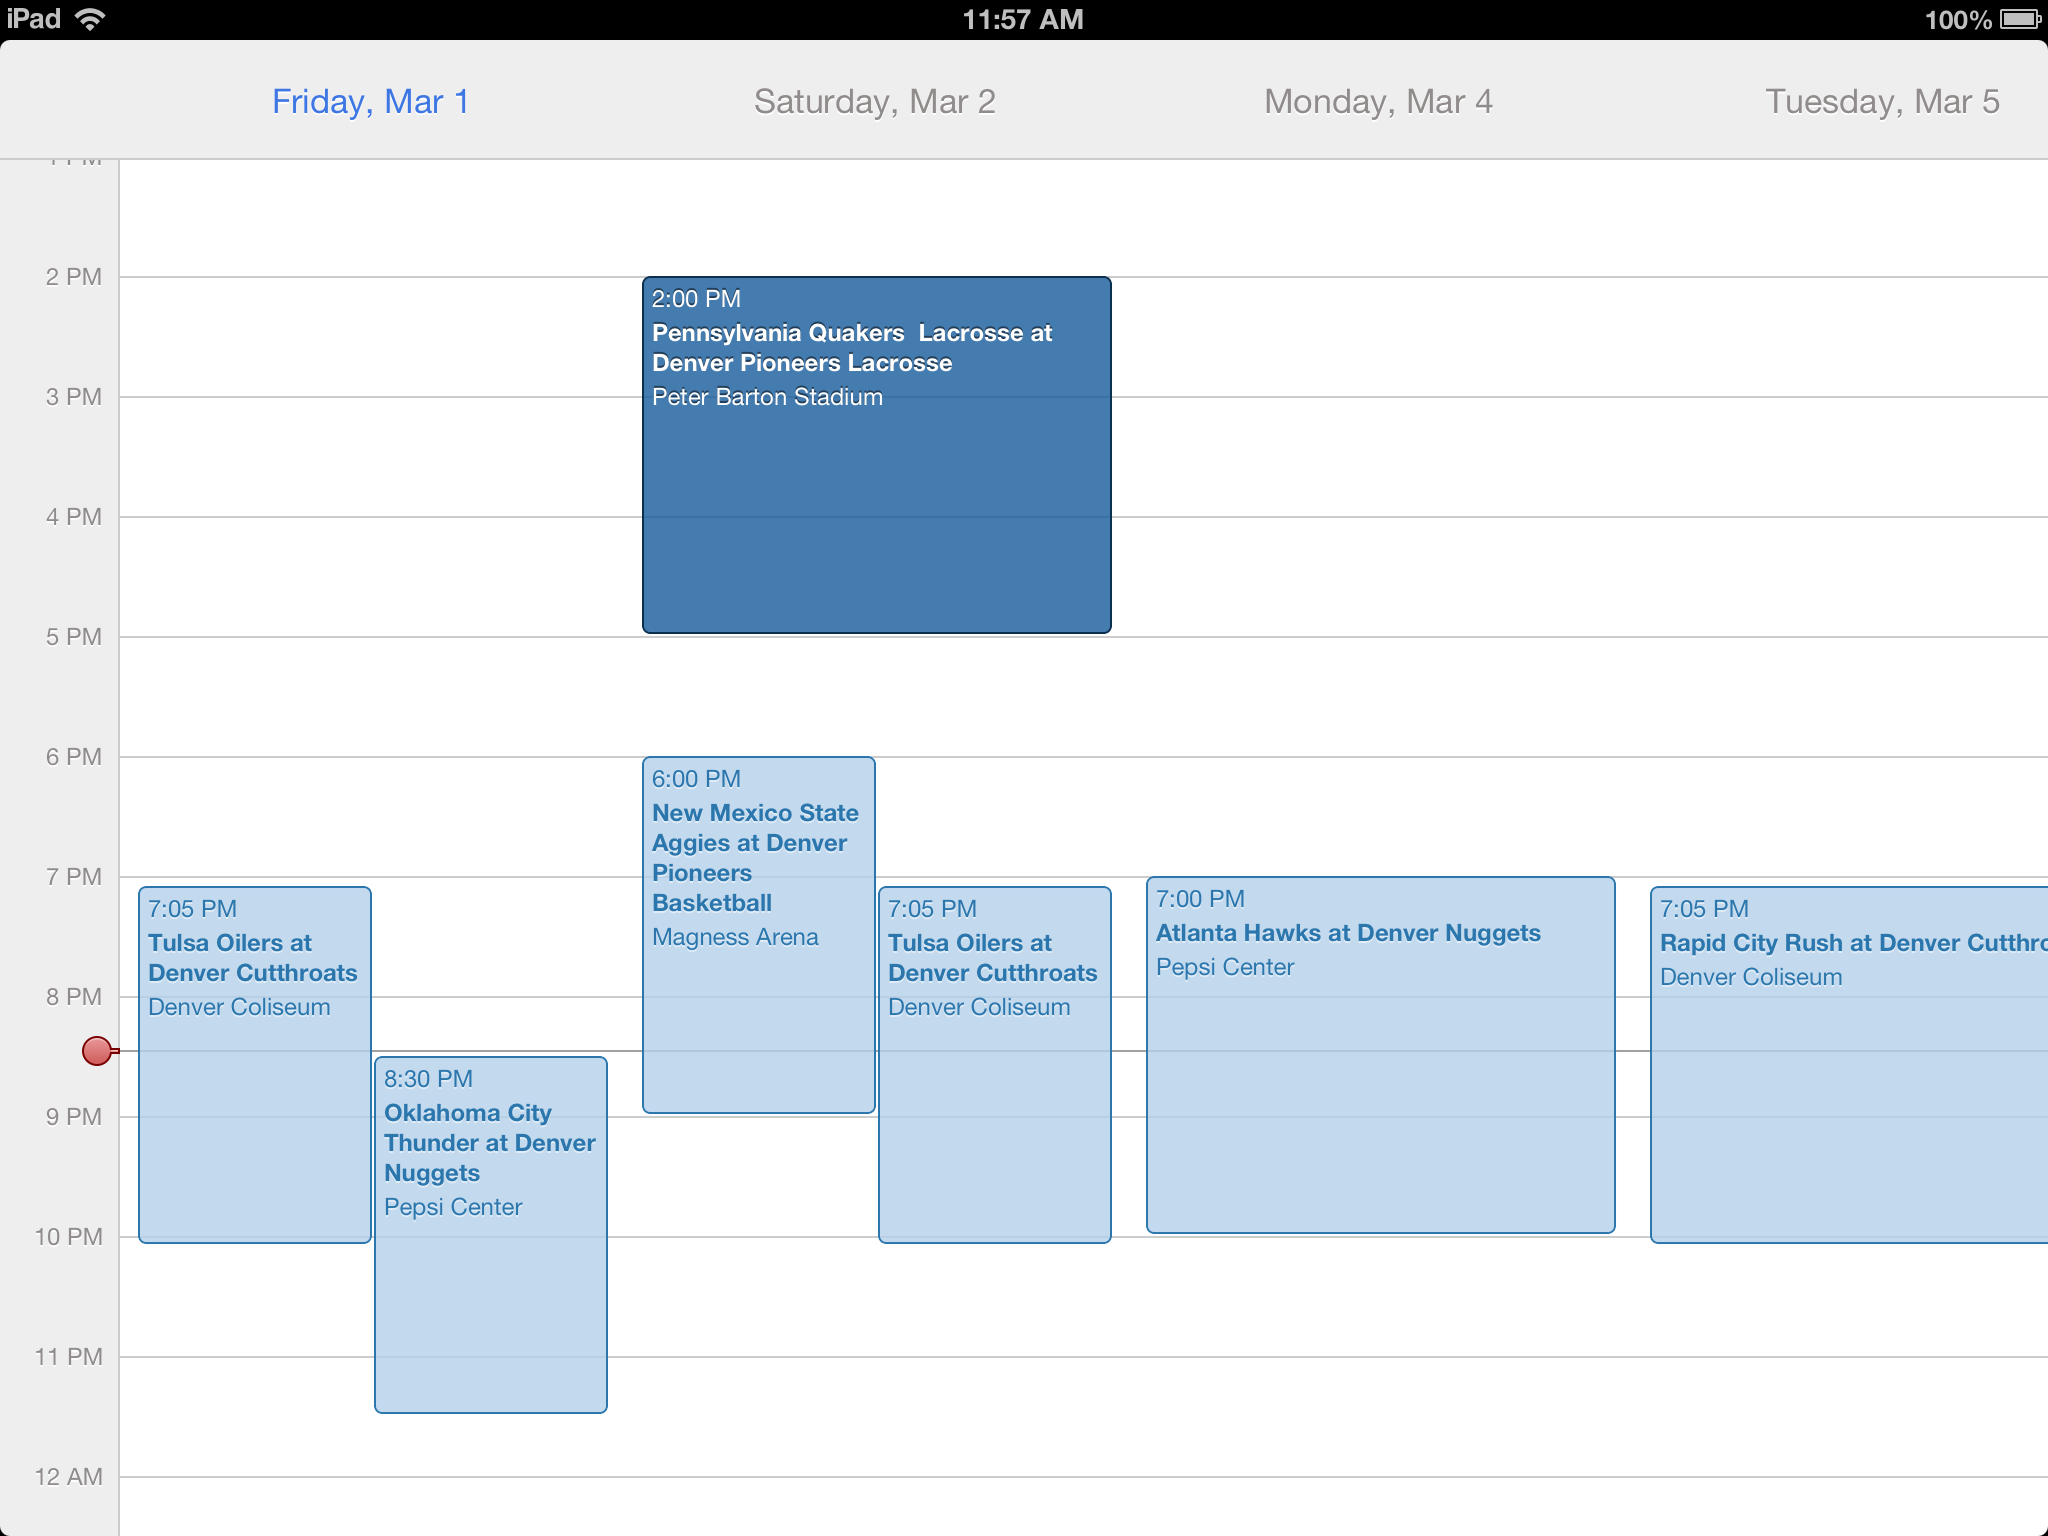 iPad
11:57 AM
100%
Friday, Mar 1
Saturday, Mar 2
Monday, Mar 4
Tuesday, Mar 5
1 PM
2 PM
3 PM
4 PM
5 PM
6 PM
7 PM
8 PM
9 PM
10 PM
11 PM
12 AM
7:05 PM
Tulsa Oilers at
Denver Cutthroats
Denver Coliseum
8:30 PM
Oklahoma City
Thunder at Denver
Nuggets
Pepsi Center
2:00 PM
Pennsylvania Quakers  Lacrosse at
Denver Pioneers Lacrosse
Peter Barton Stadium
6:00 PM
New Mexico State
Aggies at Denver
Pioneers
Basketball
Magness Arena
7:05 PM
Tulsa Oilers at
Denver Cutthroats
Denver Coliseum
7:00 PM
Atlanta Hawks at Denver Nuggets
Pepsi Center
7:05 PM
Rapid City Rush at Denver Cutthro
Denver Coliseum